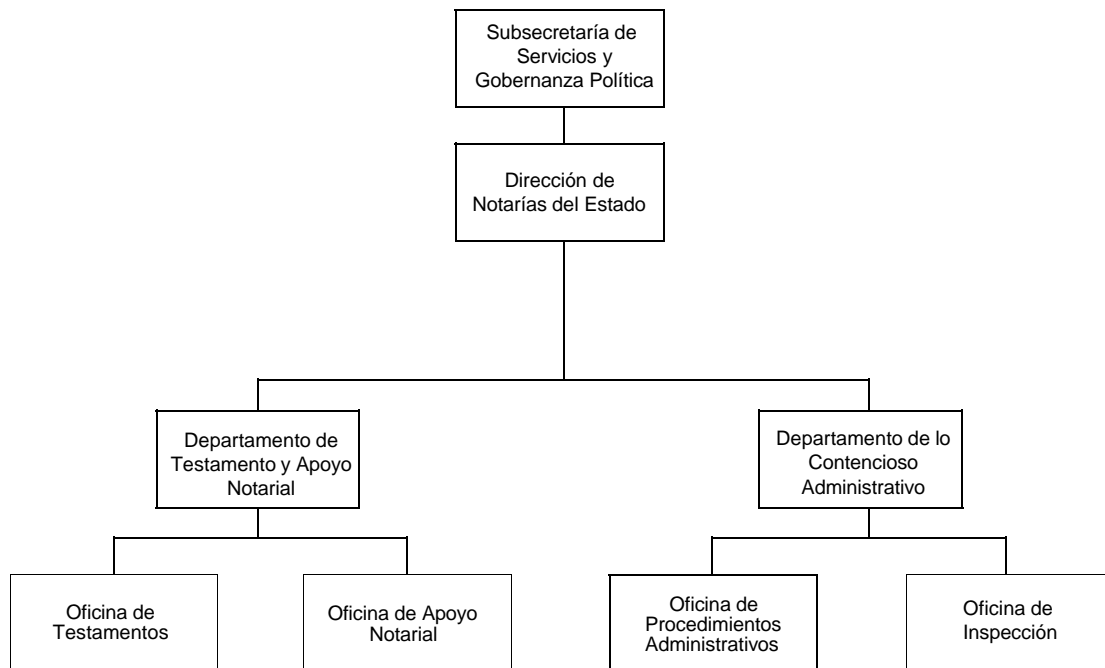 Subsecretaría de
Servicios y
Gobernanza Política
Dirección de
Notarías del Estado
Departamento de
Testamento y Apoyo
Notarial
Departamento de lo
Contencioso
Administrativo
Oficina de
Testamentos
Oficina de Apoyo
Notarial
Oficina de
Procedimientos
Administrativos
Oficina de
Inspección